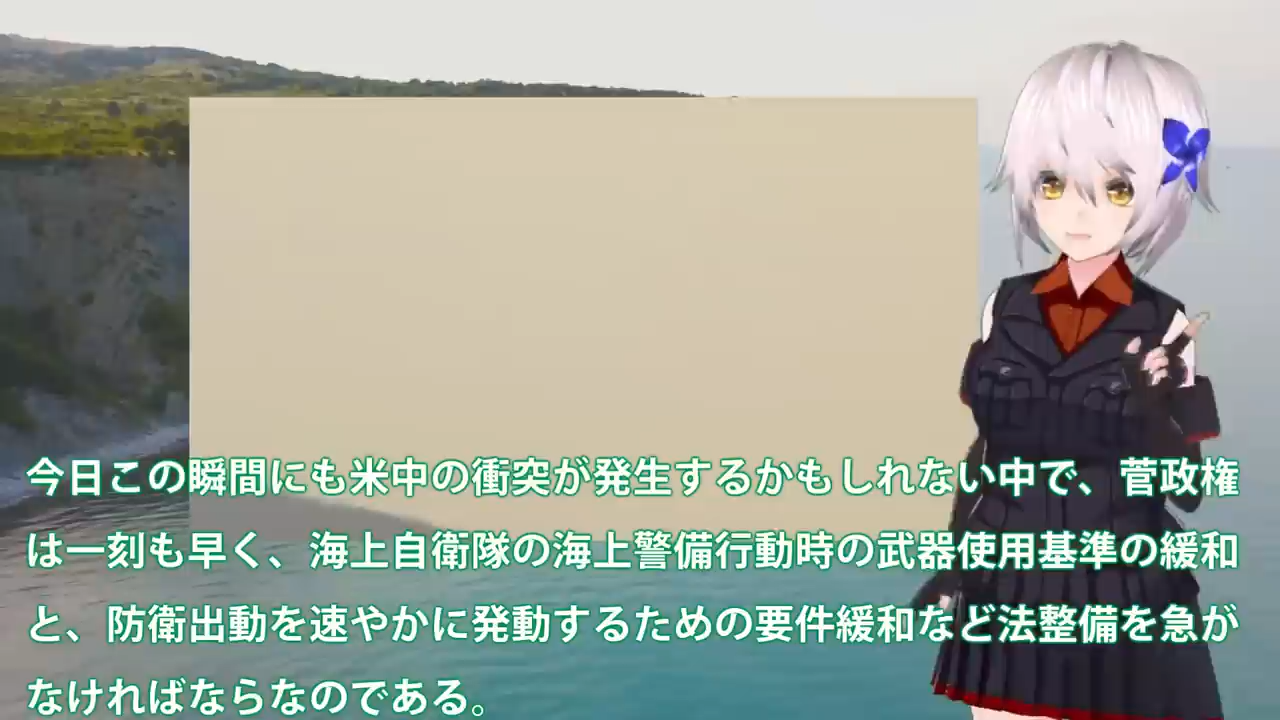 今日この瞬間にも米中の衝突が発生するかもしれない中で、菅政権
は一刻も早く、海上自衛隊の海上警備行動時の武器使用基準の緩和
と、防衛出動を速やかに発動するための要件緩和など法整備を急が
なければならなのである。